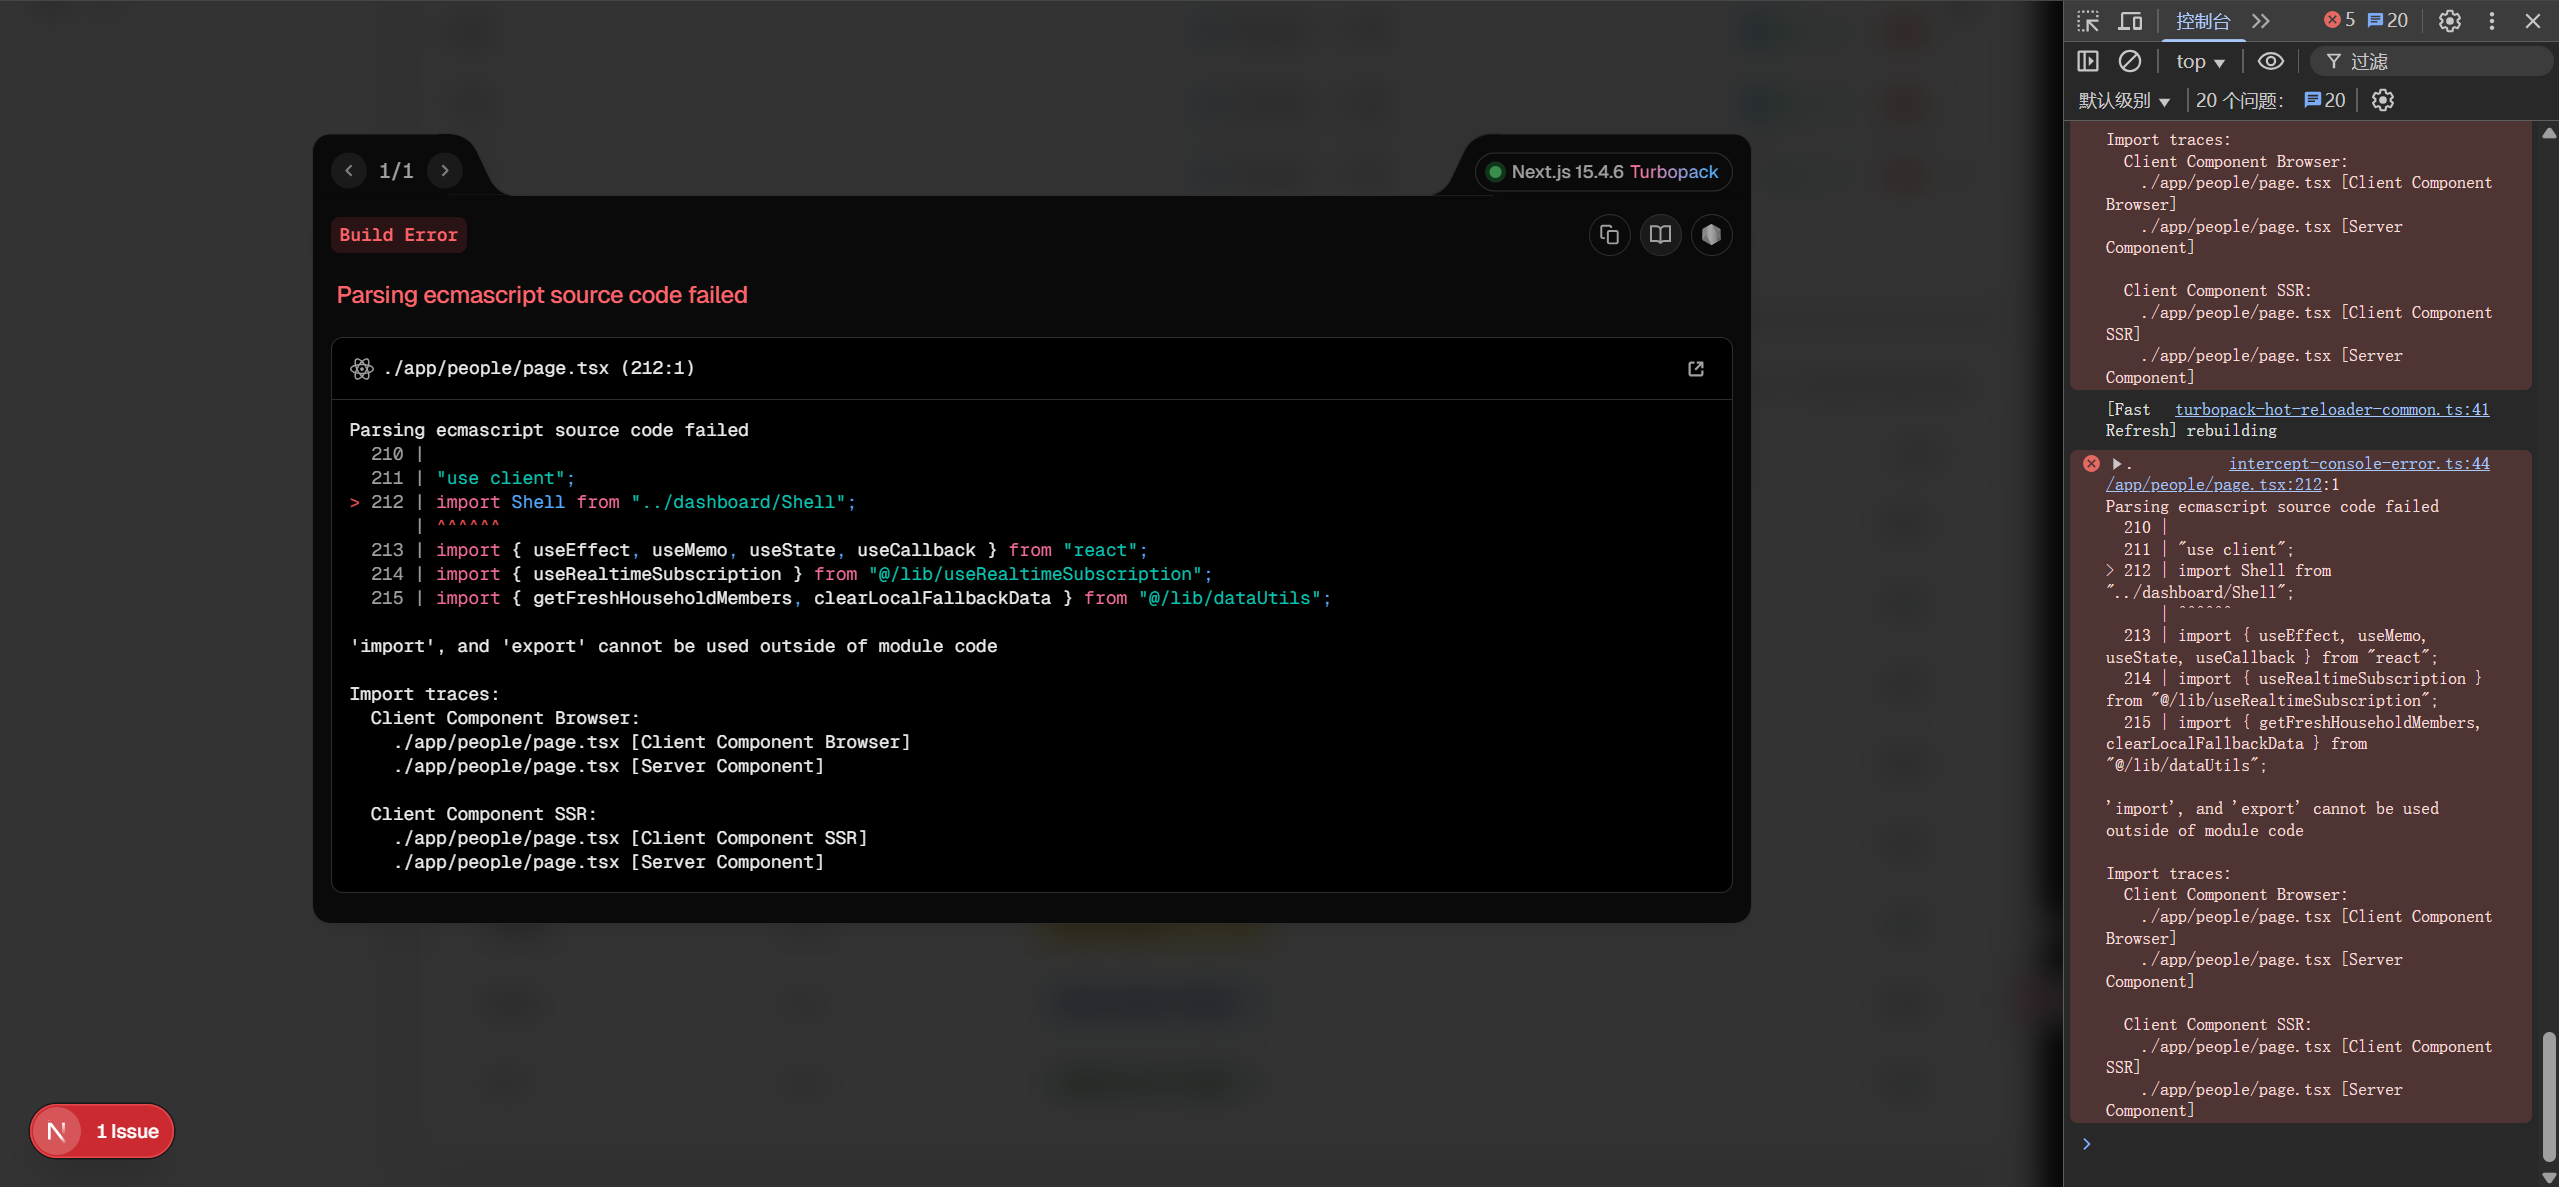 1/1
Next.js 15.4.6 Turbopack
Build Error
Parsing ecmascript source code failed
./app/people/page.tsx (212:1)
Parsing ecmascript source code failed
210 |
211 | "use client";
> 212 | import Shell from "../dashboard/Shell";
| ^^^^^^
213 | import { useEffect, useMemo, useState, useCallback } from "react";
214 | import { useRealtimeSubscription } from "@/lib/useRealtimeSubscription";
215 | import { getFreshHouseholdMembers, clearLocalFallbackData } from "@/lib/dataUtils";
'import', and 'export' cannot be used outside of module code
Import traces:
Client Component Browser:
./app/people/page.tsx [Client Component Browser]
./app/people/page.tsx [Server Component]
Client Component SSR:
./app/people/page.tsx [Client Component SSR]
./app/people/page.tsx [Server Component]
N 1 Issue
控制台 5 20
top 过滤
默认级别 20 个问题: 20
Import traces:
Client Component Browser:
./app/people/page.tsx [Client Component
Browser]
./app/people/page.tsx [Server
Component]
Client Component SSR:
./app/people/page.tsx [Client Component
SSR]
./app/people/page.tsx [Server
Component]
[Fast turbopack-hot-reloader-common.ts:41
Refresh] rebuilding
. intercept-console-error.ts:44
/app/people/page.tsx:212:1
Parsing ecmascript source code failed
210 |
211 | "use client";
> 212 | import Shell from
"../dashboard/Shell";
| ^^^^^^
213 | import { useEffect, useMemo,
useState, useCallback } from "react";
214 | import { useRealtimeSubscription }
from "@/lib/useRealtimeSubscription";
215 | import { getFreshHouseholdMembers,
clearLocalFallbackData } from
"@/lib/dataUtils";
'import', and 'export' cannot be used
outside of module code
Import traces:
Client Component Browser:
./app/people/page.tsx [Client Component
Browser]
./app/people/page.tsx [Server
Component]
Client Component SSR:
./app/people/page.tsx [Client Component
SSR]
./app/people/page.tsx [Server
Component]